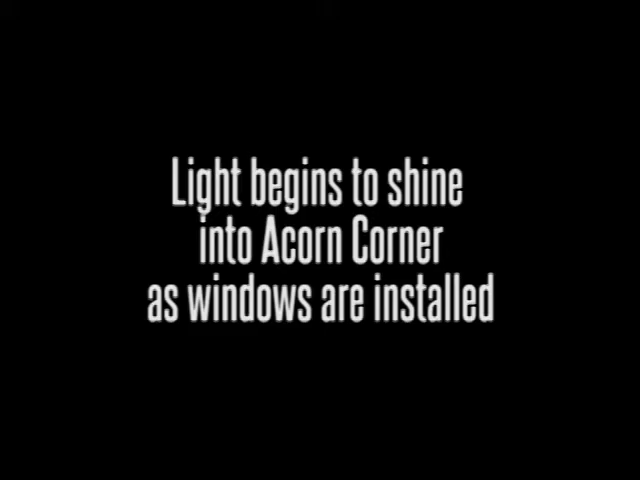 Light begins to shine
into Acorn Corner
as windows are installed